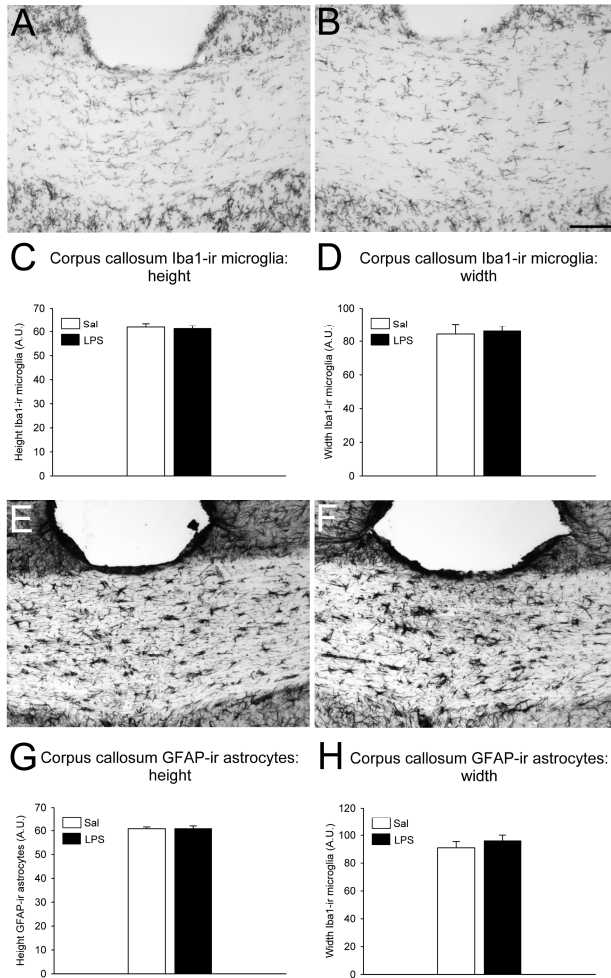 A
B
C Corpus callosum Iba1-ir microglia:
height
Height Iba1-ir microglia (A.U.)
70
60
50
40
30
20
10
0
Sal
LPS
D Corpus callosum Iba1-ir microglia:
width
Width Iba1-ir microglia (A.U.)
100
80
60
40
20
0
Sal
LPS
E
F
G Corpus callosum GFAP-ir astrocytes:
height
Height GFAP-ir astrocytes (A.U.)
70
60
50
40
30
20
10
0
Sal
LPS
H Corpus callosum GFAP-ir astrocytes:
width
Width Iba1-ir microglia (A.U.)
120
100
80
60
40
20
0
Sal
LPS